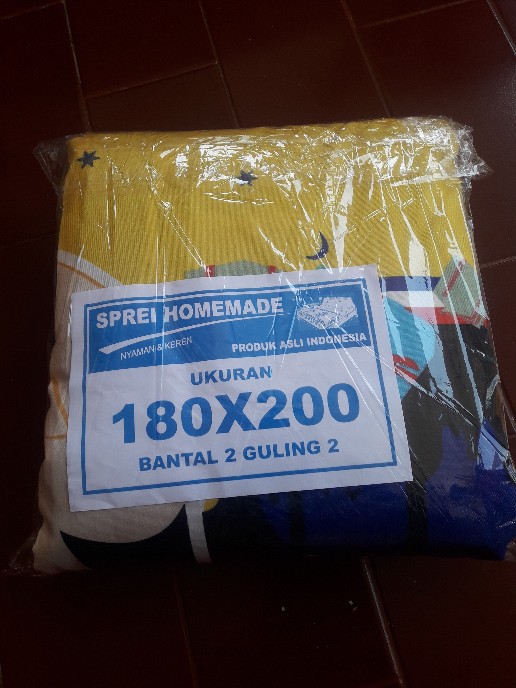 SPREI HOMEMADE
NYAMAN & KEREN
PRODUK ASLI INDONESIA
UKURAN
180X200
BANTAL 2 GULING 2